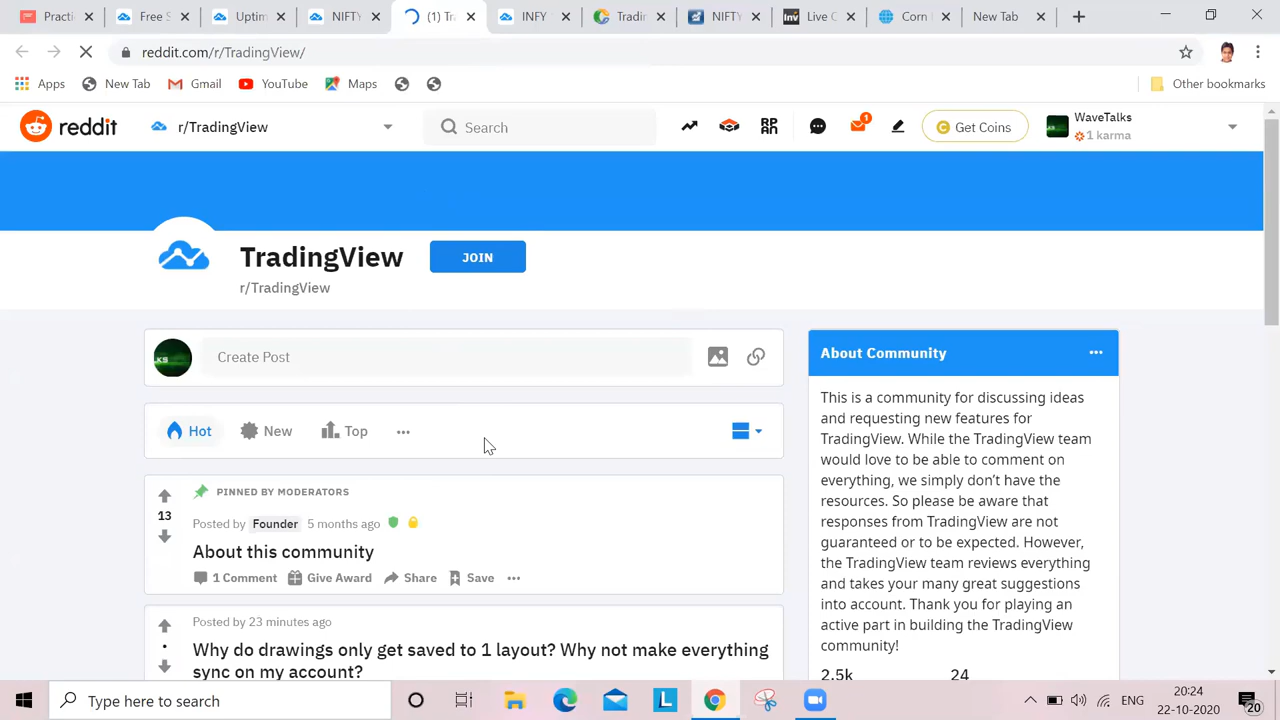 Practi
Free S
Uptim
NIFT
(1) Tr
NFY
Tradin
NIFT
Live C
Corn
New Tab
reddit.com/r/TradingView/
Apps
New Tab
Gmail
YouTube
Maps
Other bookmarks
reddit
r/TradingView
Search
1
Get Coins
WaveTalks
1 karma
TradingView
JOIN
r/TradingView
Create Post
Hot
New
Top
PINNED BY MODERATORS
13
Posted by Founder 5 months ago
About this community
1 Comment
Give Award
Share
Save
Posted by 23 minutes ago
Why do drawings only get saved to 1 layout? Why not make everything
sync on my account?
About Community
This is a community for discussing ideas
and requesting new features for
TradingView. While the TradingView team
would love to be able to comment on
everything, we simply don't have the
resources. So please be aware that
responses from TradingView are not
guaranteed or to be expected. However,
the TradingView team reviews everything
and takes your many great suggestions
into account. Thank you for playing an
active part in building the TradingView
community!
2.5k
24
Type here to search
ENG
20:24
22-10-2020
20